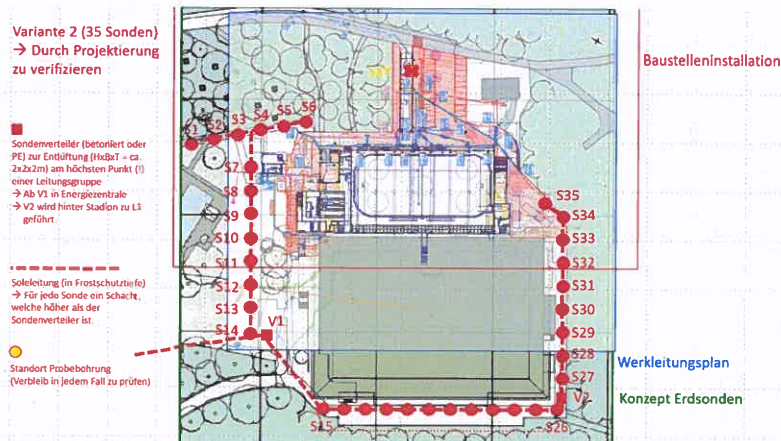 Variante 2 (35 Sonden)
→ Durch Projektierung
zu verifizieren
Sondenverteiler (betoniert oder
PE) zur Entlüftung (HxBxT = ca.
2x2x2m) am höchsten Punkt (!)
einer Leitungsgruppe
→ Ab V1 in Energiezentrale
→ V2 wird hinter Stadion zu L1
geführt
Soleleitung (in Frostschutztiefe)
→ Für jede Sonde ein Schacht,
welche höher als der
Sondenverteiler ist.
Standort Probebohrung
(Verbleib in jedem Fall zu prüfen)
S1
S2
S3
S4
S5
S6
S7
S8
S9
S10
S11
S12
S13
S14
V1
S15
S26
V2
S27
S28
S29
S30
S31
S32
S33
S34
S35
Baustelleninstallation
Werkleitungsplan
Konzept Erdsonden